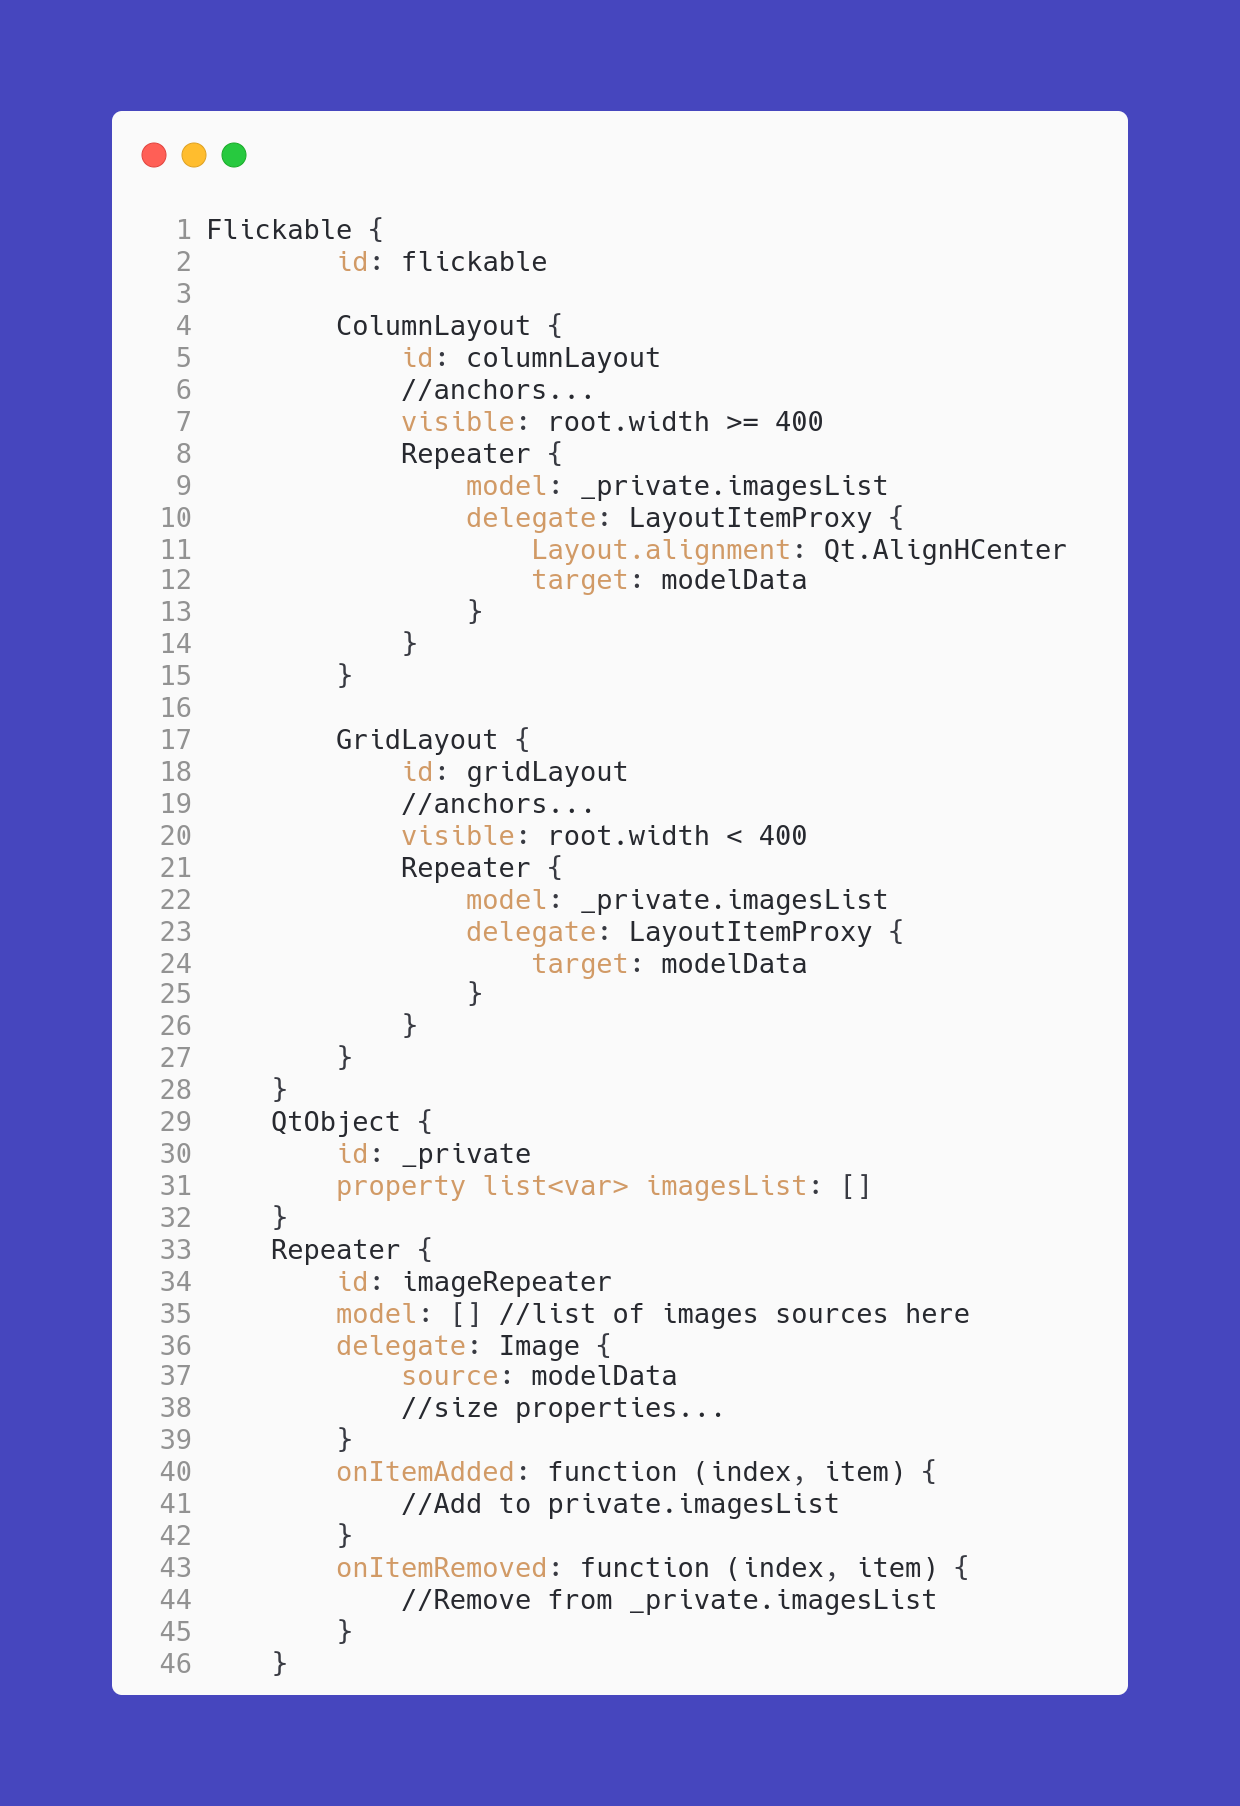 1 Flickable {
2         id: flickable
3
4         ColumnLayout {
5             id: columnLayout
6             //anchors...
7             visible: root.width >= 400
8             Repeater {
9                 model: _private.imagesList
10                 delegate: LayoutItemProxy {
11                     Layout.alignment: Qt.AlignHCenter
12                     target: modelData
13                 }
14             }
15         }
16
17         GridLayout {
18             id: gridLayout
19             //anchors...
20             visible: root.width < 400
21             Repeater {
22                 model: _private.imagesList
23                 delegate: LayoutItemProxy {
24                     target: modelData
25                 }
26             }
27         }
28     }
29     QtObject {
30         id: _private
31         property list<var> imagesList: []
32     }
33     Repeater {
34         id: imageRepeater
35         model: [] //list of images sources here
36         delegate: Image {
37             source: modelData
38             //size properties...
39         }
40         onItemAdded: function (index, item) {
41             //Add to private.imagesList
42         }
43         onItemRemoved: function (index, item) {
44             //Remove from _private.imagesList
45         }
46     }